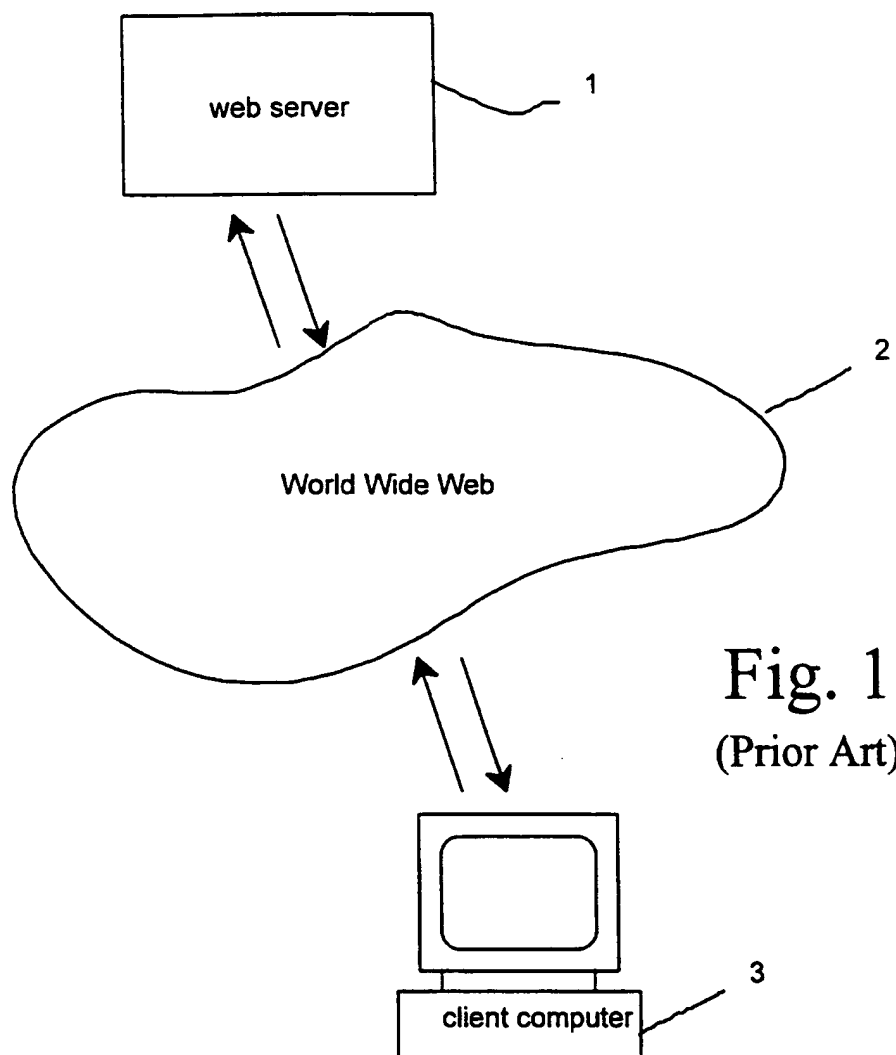 web server
1
2
World Wide Web
Fig. 1
(Prior Art)
3
client computer